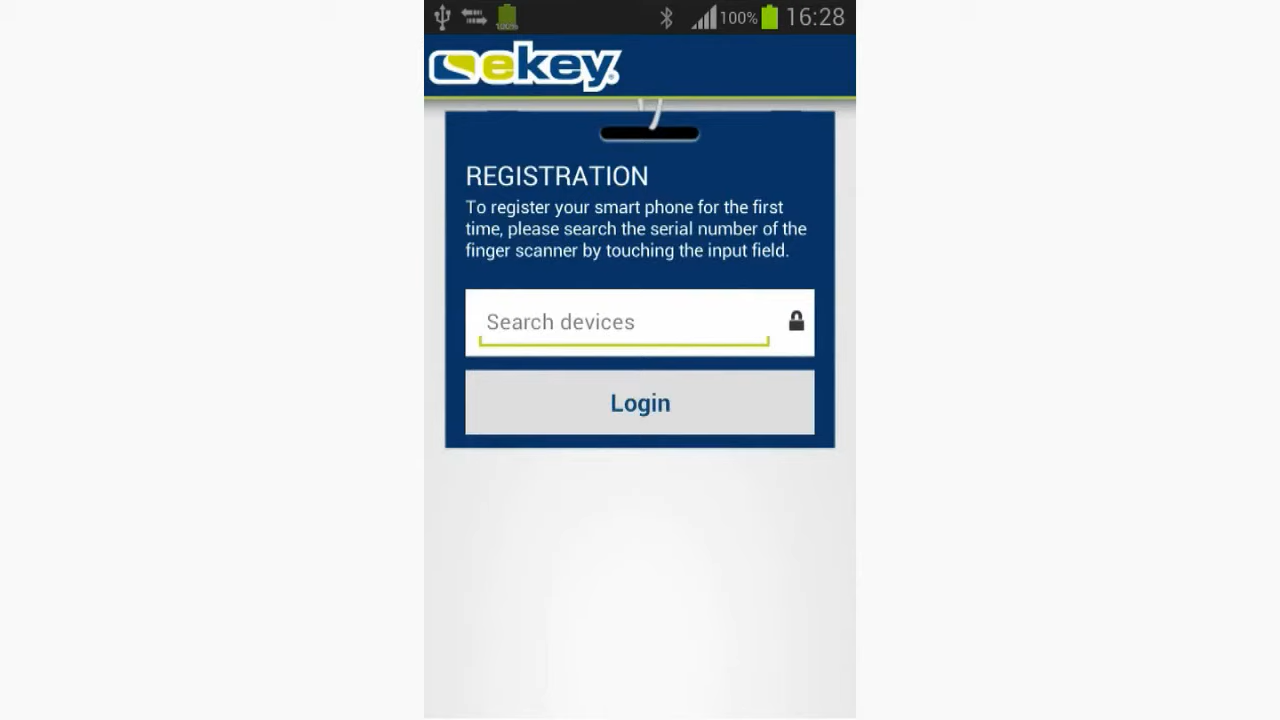 100% 16:28
100%
ekey
REGISTRATION
To register your smart phone for the first
time, please search the serial number of the
finger scanner by touching the input field.
Search devices
Login